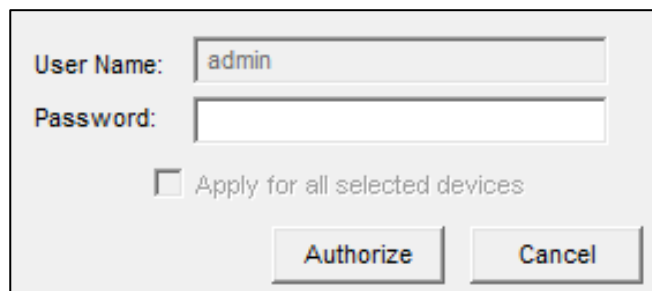 User Name: admin
Password:
Apply for all selected devices
Authorize Cancel